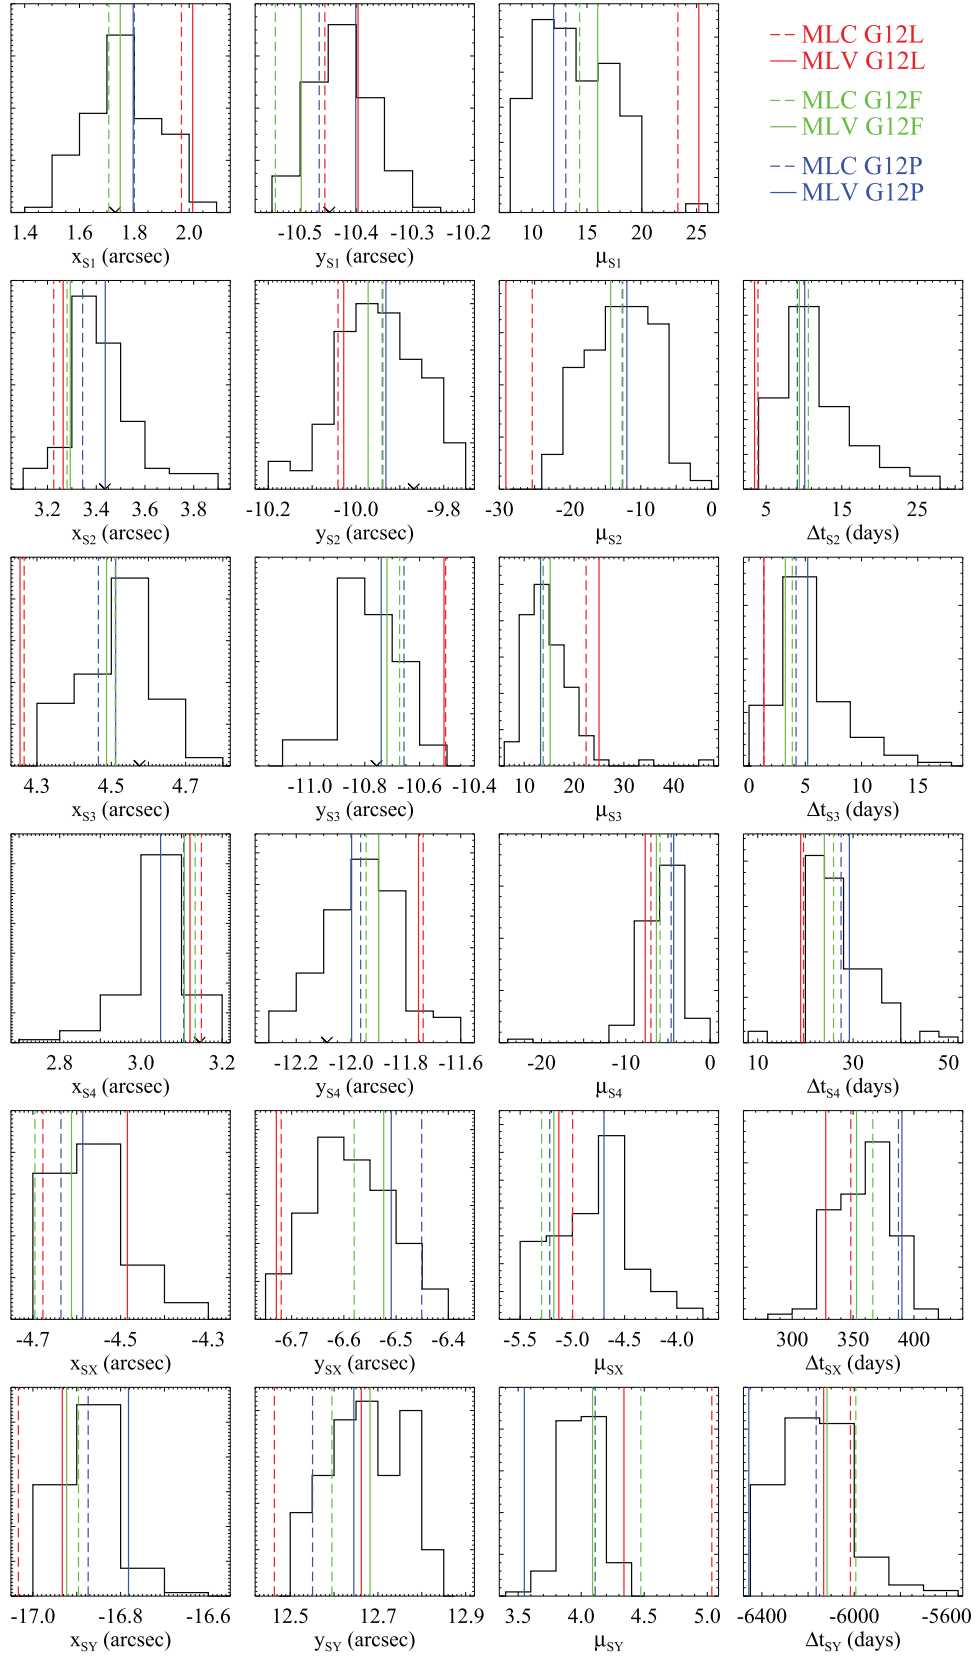 MLC G12L
MLV G12L
MLC G12F
MLV G12F
MLC G12P
MLV G12P
1.4 1.6 1.8 2.0
x_S1 (arcsec)
-10.5 -10.4 -10.3 -10.2
y_S1 (arcsec)
10 15 20 25
μ_S1
3.2 3.4 3.6 3.8
x_S2 (arcsec)
-10.2 -10.0 -9.8
y_S2 (arcsec)
-30 -20 -10 0
μ_S2
5 15 25
Δt_S2 (days)
4.3 4.5 4.7
x_S3 (arcsec)
-11.0 -10.8 -10.6 -10.4
y_S3 (arcsec)
10 20 30 40
μ_S3
0 5 10 15
Δt_S3 (days)
2.8 3.0 3.2
x_S4 (arcsec)
-12.2 -12.0 -11.8 -11.6
y_S4 (arcsec)
-20 -10 0
μ_S4
10 20 30 40 50
Δt_S4 (days)
-4.7 -4.5 -4.3
x_SX (arcsec)
-6.7 -6.6 -6.5 -6.4
y_SX (arcsec)
-5.5 -5.0 -4.5 -4.0
μ_SX
300 350 400
Δt_SX (days)
-17.0 -16.8 -16.6
x_SY (arcsec)
12.5 12.7 12.9
y_SY (arcsec)
3.5 4.0 4.5 5.0
μ_SY
-6400 -6000 -5600
Δt_SY (days)